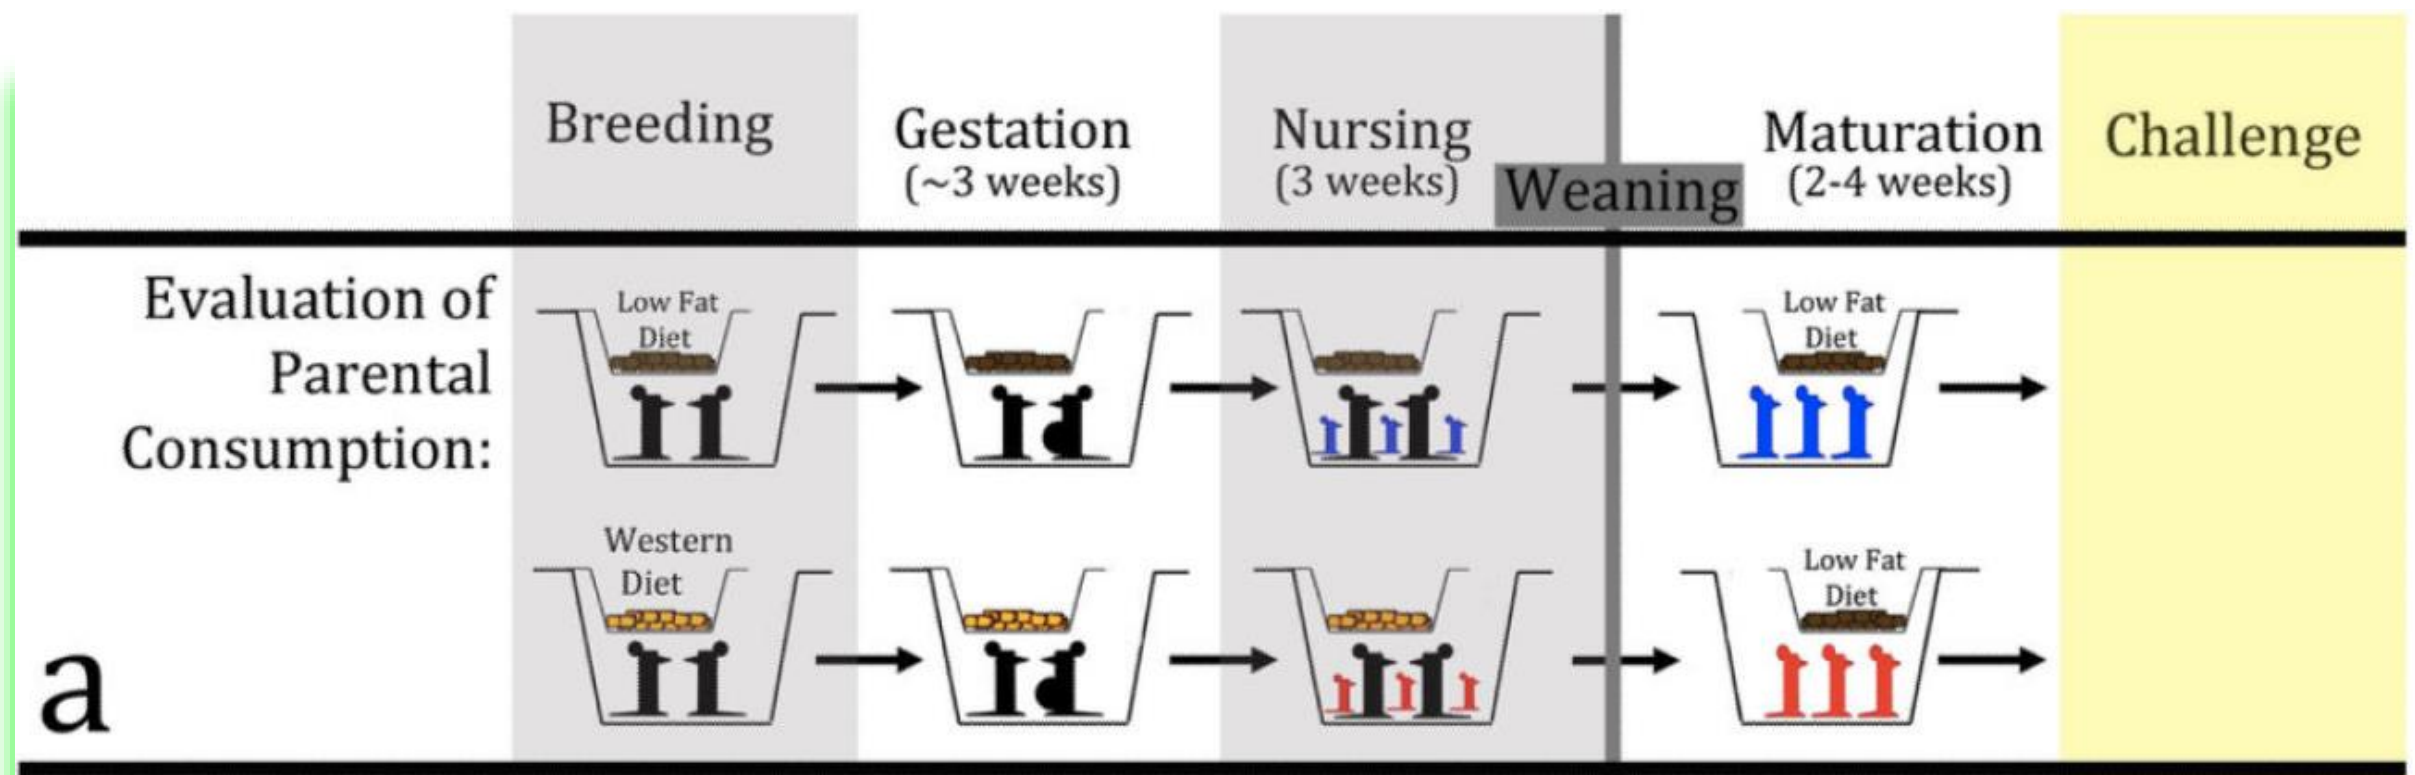 Breeding
Gestation
(~3 weeks)
Nursing
(3 weeks)
Weaning
Maturation
(2-4 weeks)
Challenge
Evaluation of
Parental
Consumption:
Low Fat
Diet
Low Fat
Diet
Western
Diet
Low Fat
Diet
a